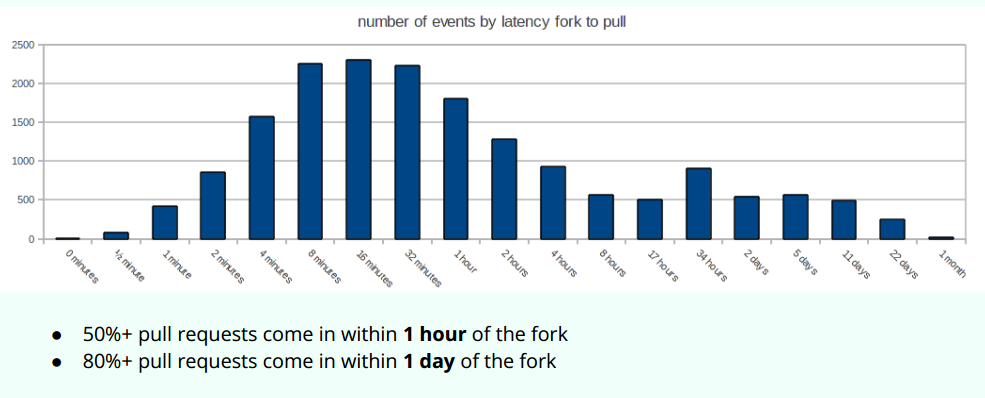 number of events by latency fork to pull
2500
2000
1500
1000
500
0
0 minutes
½ minute
1 minute
2 minutes
4 minutes
8 minutes
16 minutes
32 minutes
1 hour
2 hours
4 hours
8 hours
17 hours
34 hours
2 days
5 days
11 days
22 days
1 month
● 50%+ pull requests come in within 1 hour of the fork
● 80%+ pull requests come in within 1 day of the fork